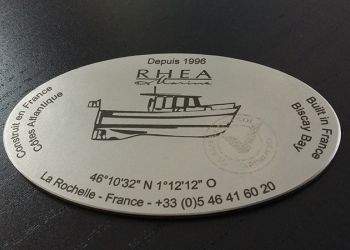 Depuis 1996
RHEA
Marine
Construit en France
Côtes Atlantique
Built in France
Biscay Bay
46°10'32" N 1°12'12" O
La Rochelle - France - +33 (0)5 46 41 60 20